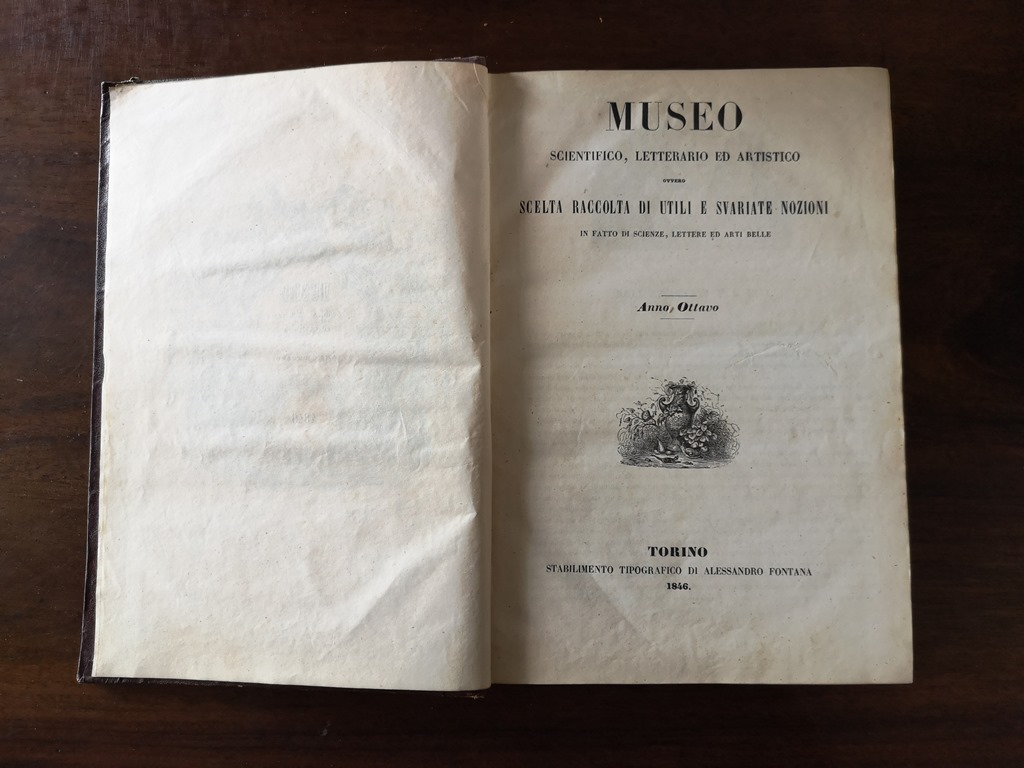 MUSEO
SCIENTIFICO, LETTERARIO ED ARTISTICO
OVVERO
SCELTA RACCOLTA DI UTILI E SVARIATE NOZIONI
IN FATTO DI SCIENZE, LETTERE ED ARTI BELLE
Anno Ottavo
TORINO
STABILIMENTO TIPOGRAFICO DI ALESSANDRO FONTANA
1846.